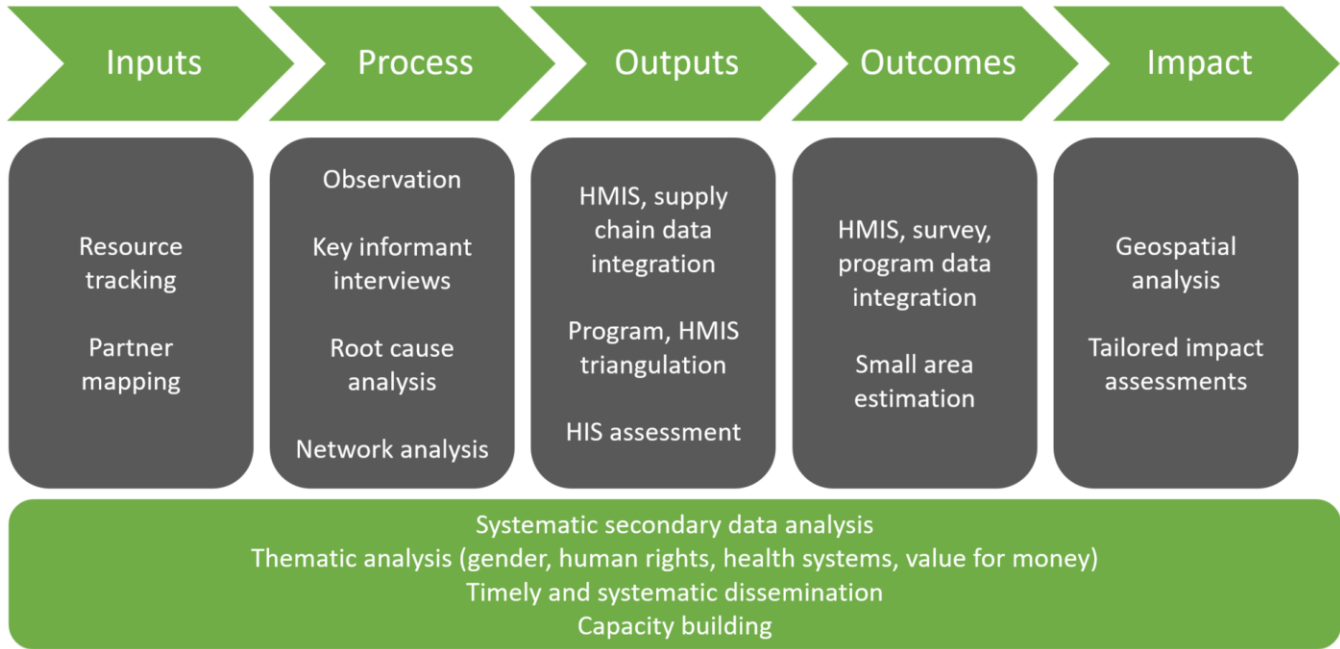 Inputs
Process
Outputs
Outcomes
Impact
Resource
tracking
Partner
mapping
Observation
Key informant
interviews
Root cause
analysis
Network analysis
HMIS, supply
chain data
integration
Program, HMIS
triangulation
HIS assessment
HMIS, survey,
program data
integration
Small area
estimation
Geospatial
analysis
Tailored impact
assessments
Systematic secondary data analysis
Thematic analysis (gender, human rights, health systems, value for money)
Timely and systematic dissemination
Capacity building